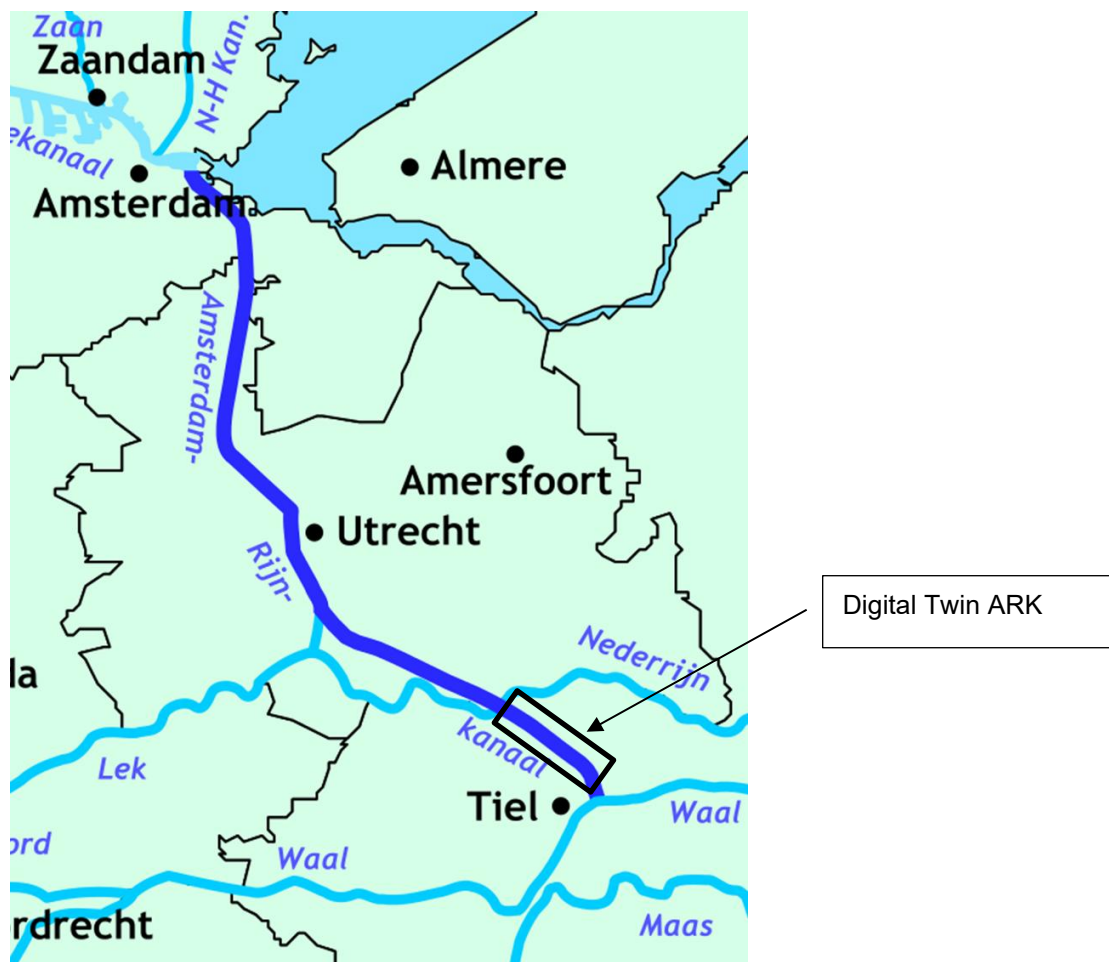 Zaan
Zaandam
N-H Kan.
ekanaal
Almere
Amsterdam
Amsterdam-
Amersfoort
Utrecht
Rijn-
Digital Twin ARK
Nederrijn
la
kanaal
Lek
Tiel
Waal
ord
Waal
rdrecht
Maas